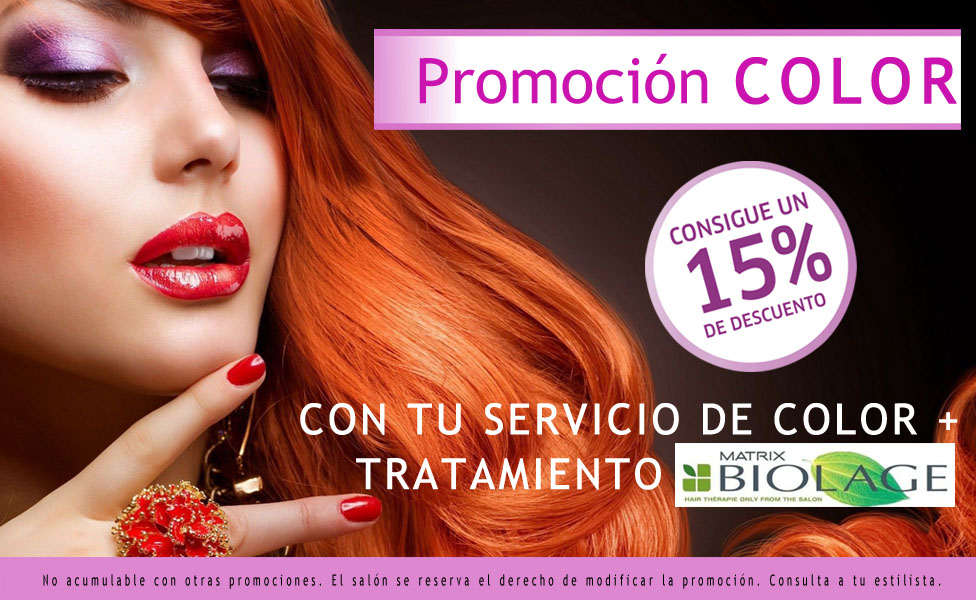 Promoción COLOR
CONSIGUE UN
15%
DE DESCUENTO
CON TU SERVICIO DE COLOR +
TRATAMIENTO
MATRIX
BIOLAGE
HAIR THÉRAPIE ONLY FROM THE SALON
No acumulable con otras promociones. El salón se reserva el derecho de modificar la promoción. Consulta a tu estilista.